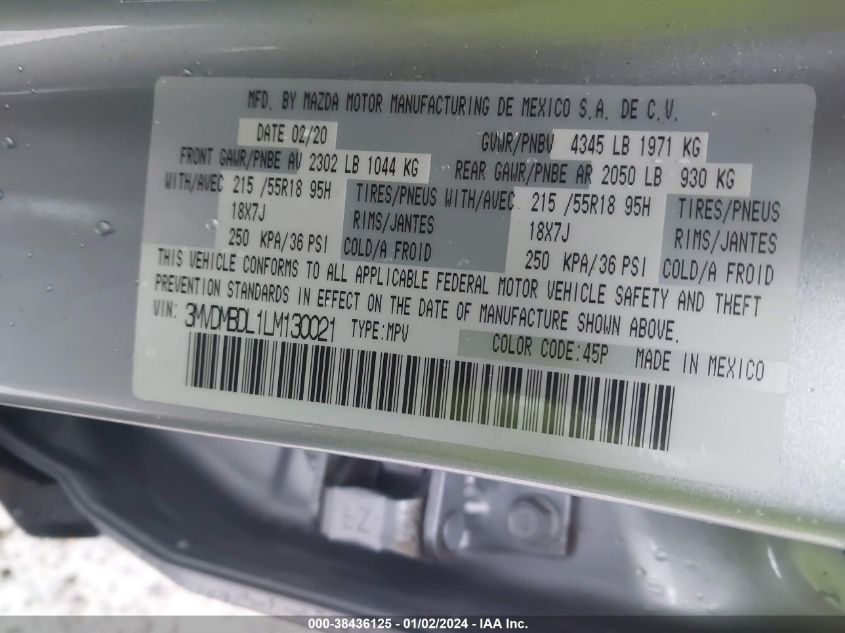 MFD. BY MAZDA MOTOR MANUFACTURING DE MEXICO S.A. DE C.V.
DATE 02/20 GVWR/PNBV 4345 LB 1971 KG
FRONT GAWR/PNBE AV 2302 LB 1044 KG REAR GAWR/PNBE AR 2050 LB 930 KG
WITH/AVEC 215 /55R18 95H TIRES/PNEUS WITH/AVEC 215 /55R18 95H TIRES/PNEUS
18X7J RIMS/JANTES 18X7J RIMS/JANTES
250 KPA/36 PSI COLD/A FROID 250 KPA/36 PSI COLD/A FROID
THIS VEHICLE CONFORMS TO ALL APPLICABLE FEDERAL MOTOR VEHICLE SAFETY AND THEFT
PREVENTION STANDARDS IN EFFECT ON THE DATE OF MANUFACTURE SHOWN ABOVE.
VIN: 3MVDMBDL1LM130021 TYPE:MPV
COLOR CODE:45P MADE IN MEXICO
EZ
000-38436125 - 01/02/2024 - IAA Inc.